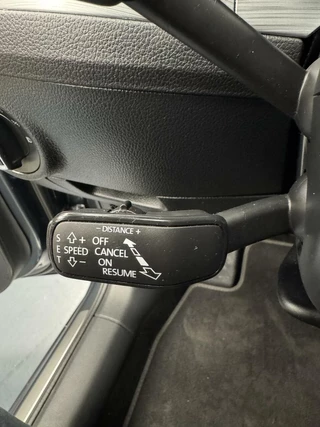 - DISTANCE +
S + OFF
E SPEED CANCEL
T - ON
RESUME